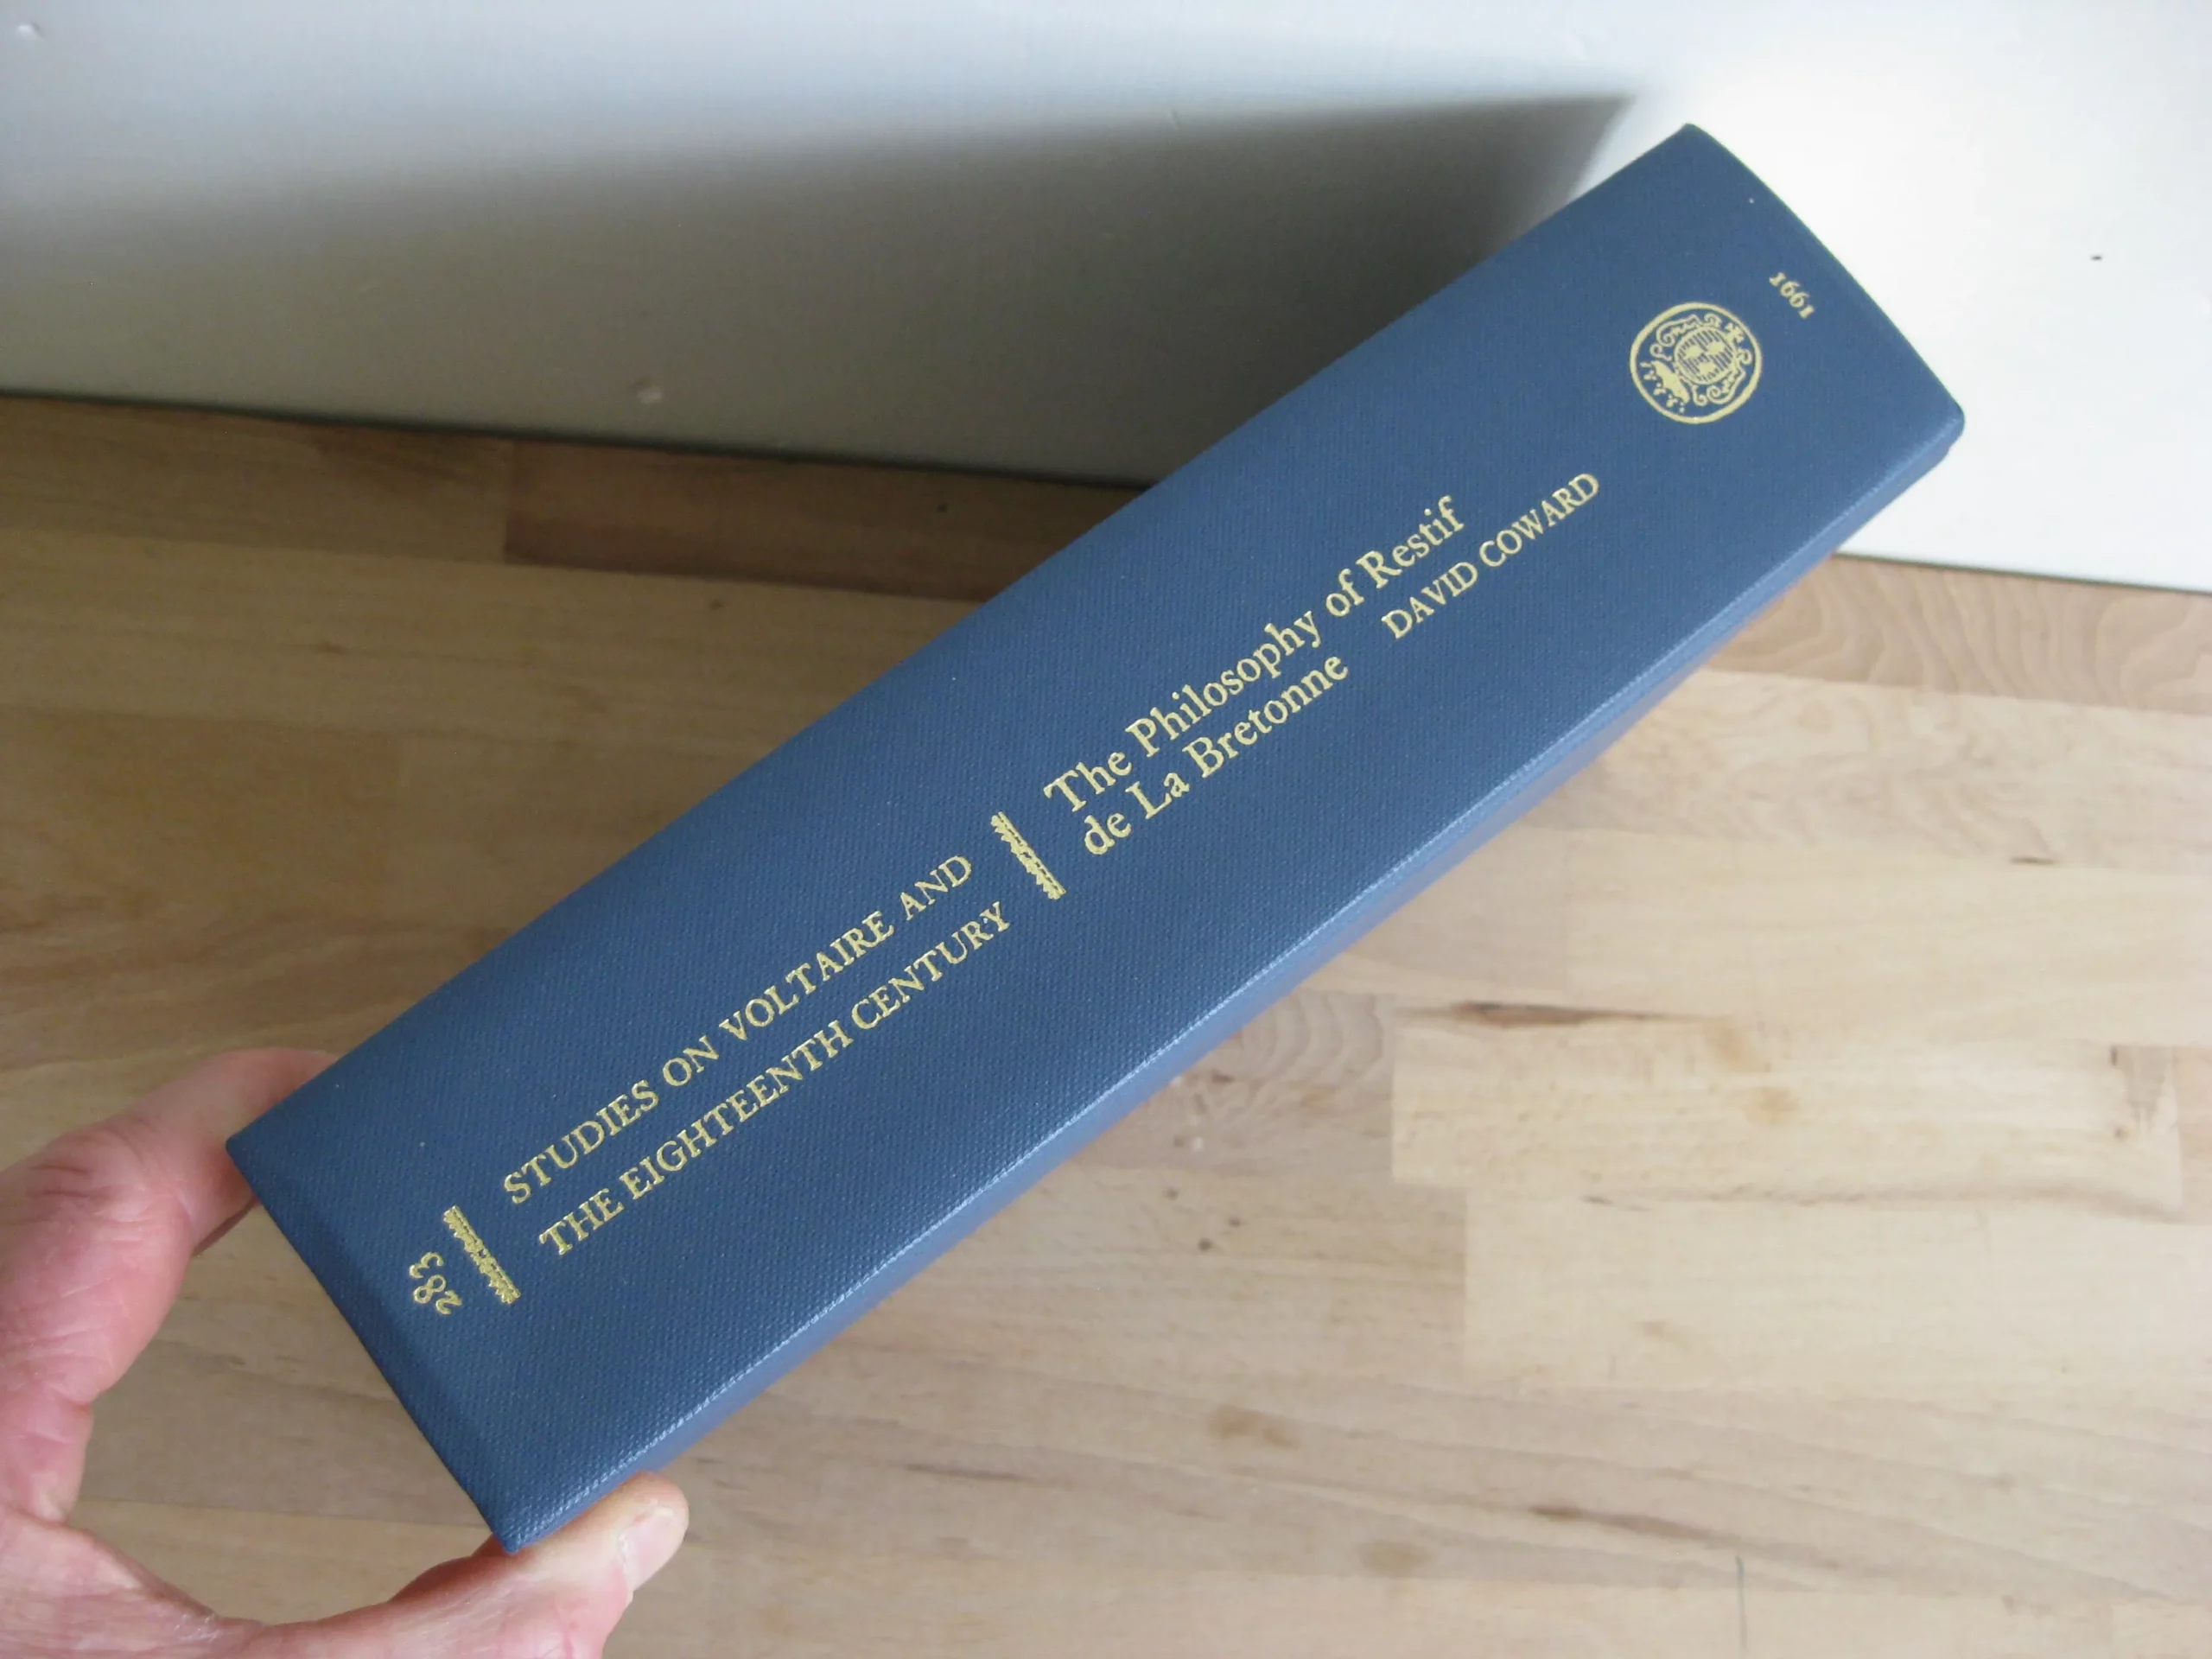 283
STUDIES ON VOLTAIRE AND
THE EIGHTEENTH CENTURY
The Philosophy of Restif
de La Bretonne
DAVID COWARD
1991